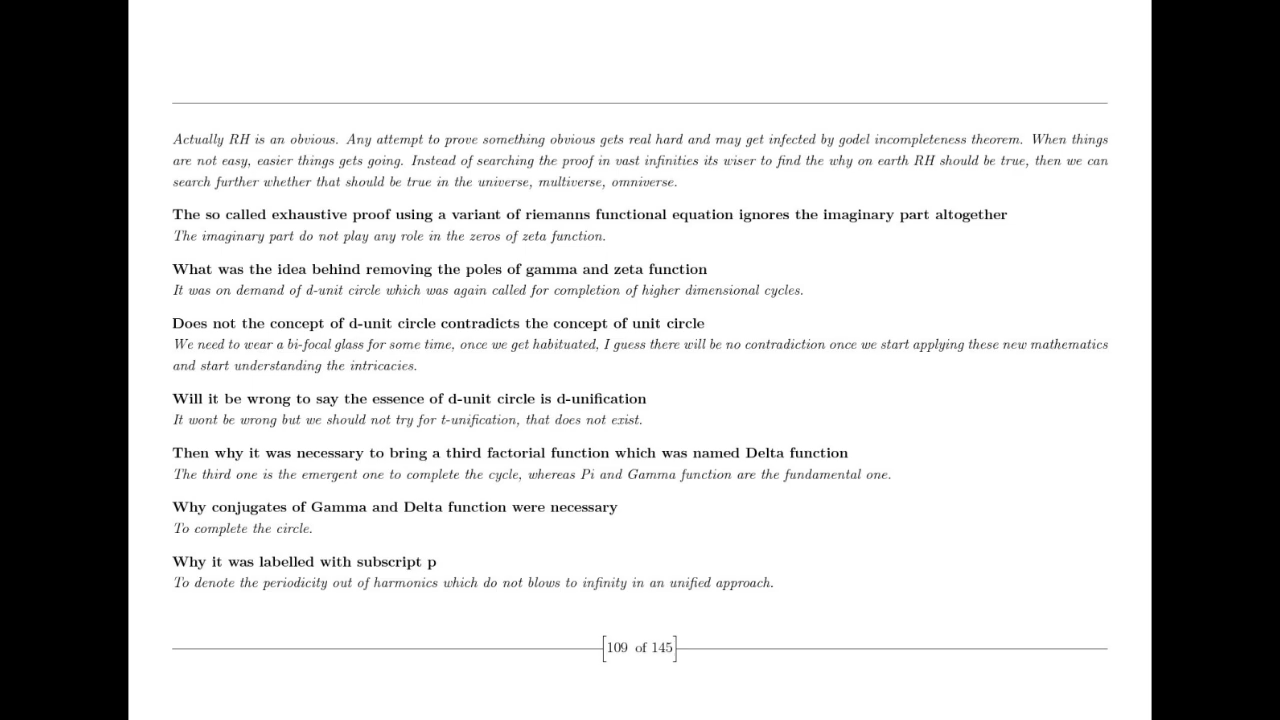 Actually RH is an obvious. Any attempt to prove something obvious gets real hard and may get infected by godel incompleteness theorem. When things
are not easy, easier things gets going. Instead of searching the proof in vast infinities its wiser to find the why on earth RH should be true, then we can
search further whether that should be true in the universe, multiverse, omniverse.
The so called exhaustive proof using a variant of riemanns functional equation ignores the imaginary part altogether
The imaginary part do not play any role in the zeros of zeta function.
What was the idea behind removing the poles of gamma and zeta function
It was on demand of d-unit circle which was again called for completion of higher dimensional cycles.
Does not the concept of d-unit circle contradicts the concept of unit circle
We need to wear a bi-focal glass for some time, once we get habituated, I guess there will be no contradiction once we start applying these new mathematics
and start understanding the intricacies.
Will it be wrong to say the essence of d-unit circle is d-unification
It wont be wrong but we should not try for t-unification, that does not exist.
Then why it was necessary to bring a third factorial function which was named Delta function
The third one is the emergent one to complete the cycle, whereas Pi and Gamma function are the fundamental one.
Why conjugates of Gamma and Delta function were necessary
To complete the circle.
Why it was labelled with subscript p
To denote the periodicity out of harmonics which do not blows to infinity in an unified approach.
[109 of 145]